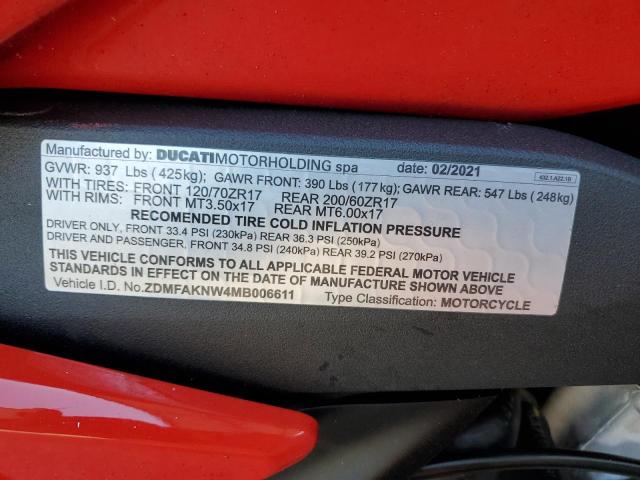 Manufactured by: DUCATIMOTORHOLDING spa date: 02/2021 432.1.A22.1B
GVWR: 937 Lbs (425kg); GAWR FRONT: 390 Lbs (177kg); GAWR REAR: 547 Lbs (248kg)
WITH TIRES: FRONT 120/70ZR17 REAR 200/60ZR17
WITH RIMS: FRONT MT3.50x17 REAR MT6.00x17
RECOMENDED TIRE COLD INFLATION PRESSURE
DRIVER ONLY, FRONT 33.4 PSI (230kPa) REAR 36.3 PSI (250kPa)
DRIVER AND PASSENGER, FRONT 34.8 PSI (240kPa) REAR 39.2 PSI (270kPa)
THIS VEHICLE CONFORMS TO ALL APPLICABLE FEDERAL MOTOR VEHICLE
STANDARDS IN EFFECT ON THE DATE OF MANUFACTURE SHOWN ABOVE
Vehicle I.D. No.ZDMFAKNW4MB006611 Type Classification: MOTORCYCLE